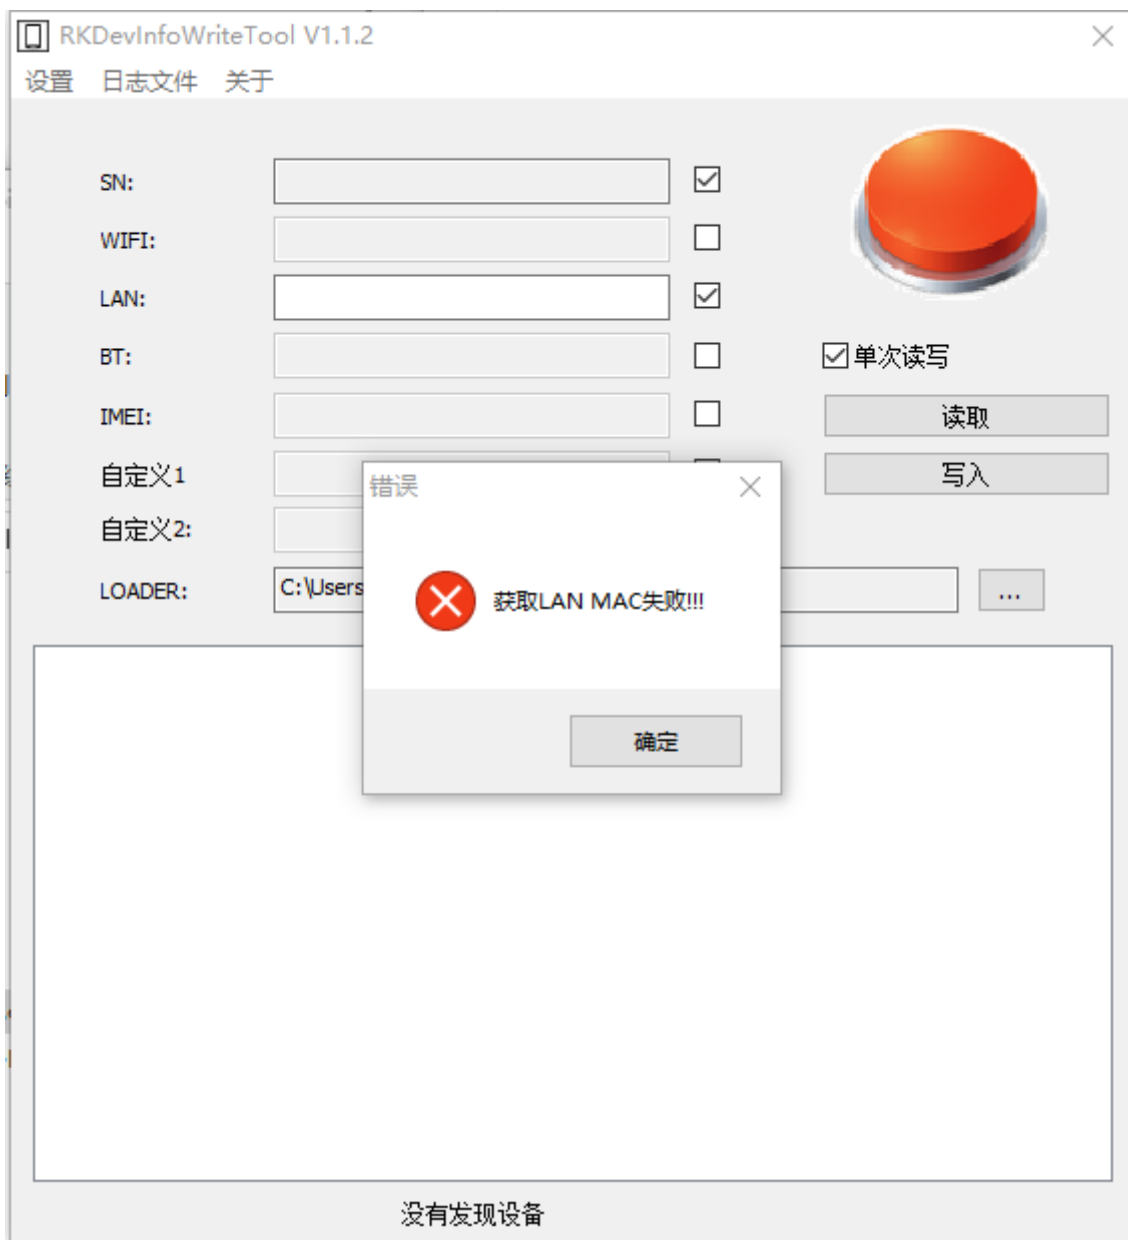 RKDevInfoWriteTool V1.1.2
设置 日志文件 关于
SN:
WIFI:
LAN:
BT:
单次读写
IMEI:
读取
自定义1
写入
自定义2:
LOADER:
C:\Users
...
错误
获取LAN MAC失败!!!
确定
没有发现设备